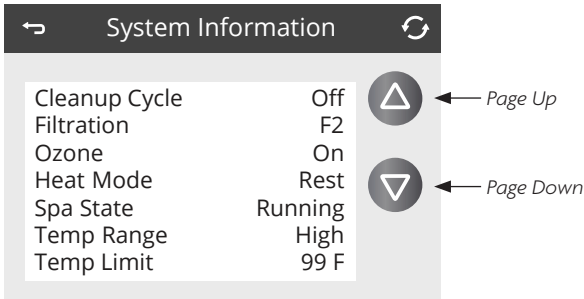 System Information
Cleanup Cycle Off
Filtration F2
Ozone On
Heat Mode Rest
Spa State Running
Temp Range High
Temp Limit 99 F
Page Up
Page Down